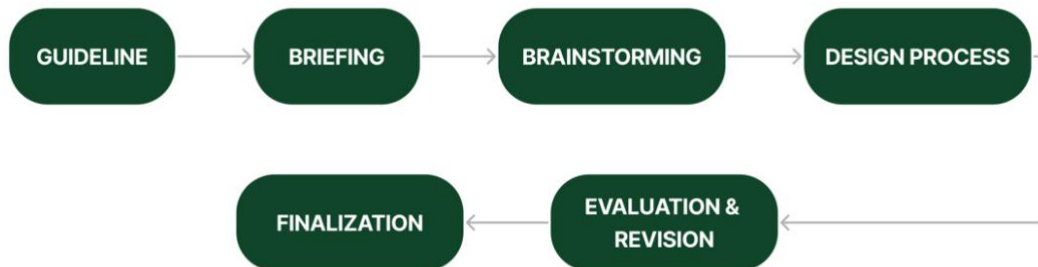 GUIDELINE
BRIEFING
BRAINSTORMING
DESIGN PROCESS
EVALUATION &
REVISION
FINALIZATION